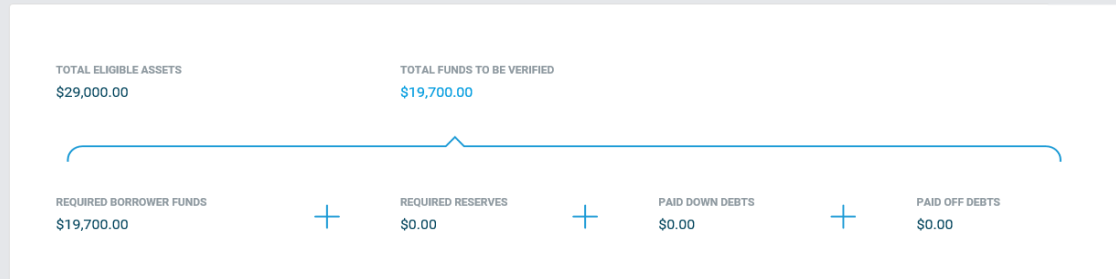 TOTAL ELIGIBLE ASSETS
$29,000.00
TOTAL FUNDS TO BE VERIFIED
$19,700.00
REQUIRED BORROWER FUNDS
$19,700.00
REQUIRED RESERVES
$0.00
PAID DOWN DEBTS
$0.00
PAID OFF DEBTS
$0.00